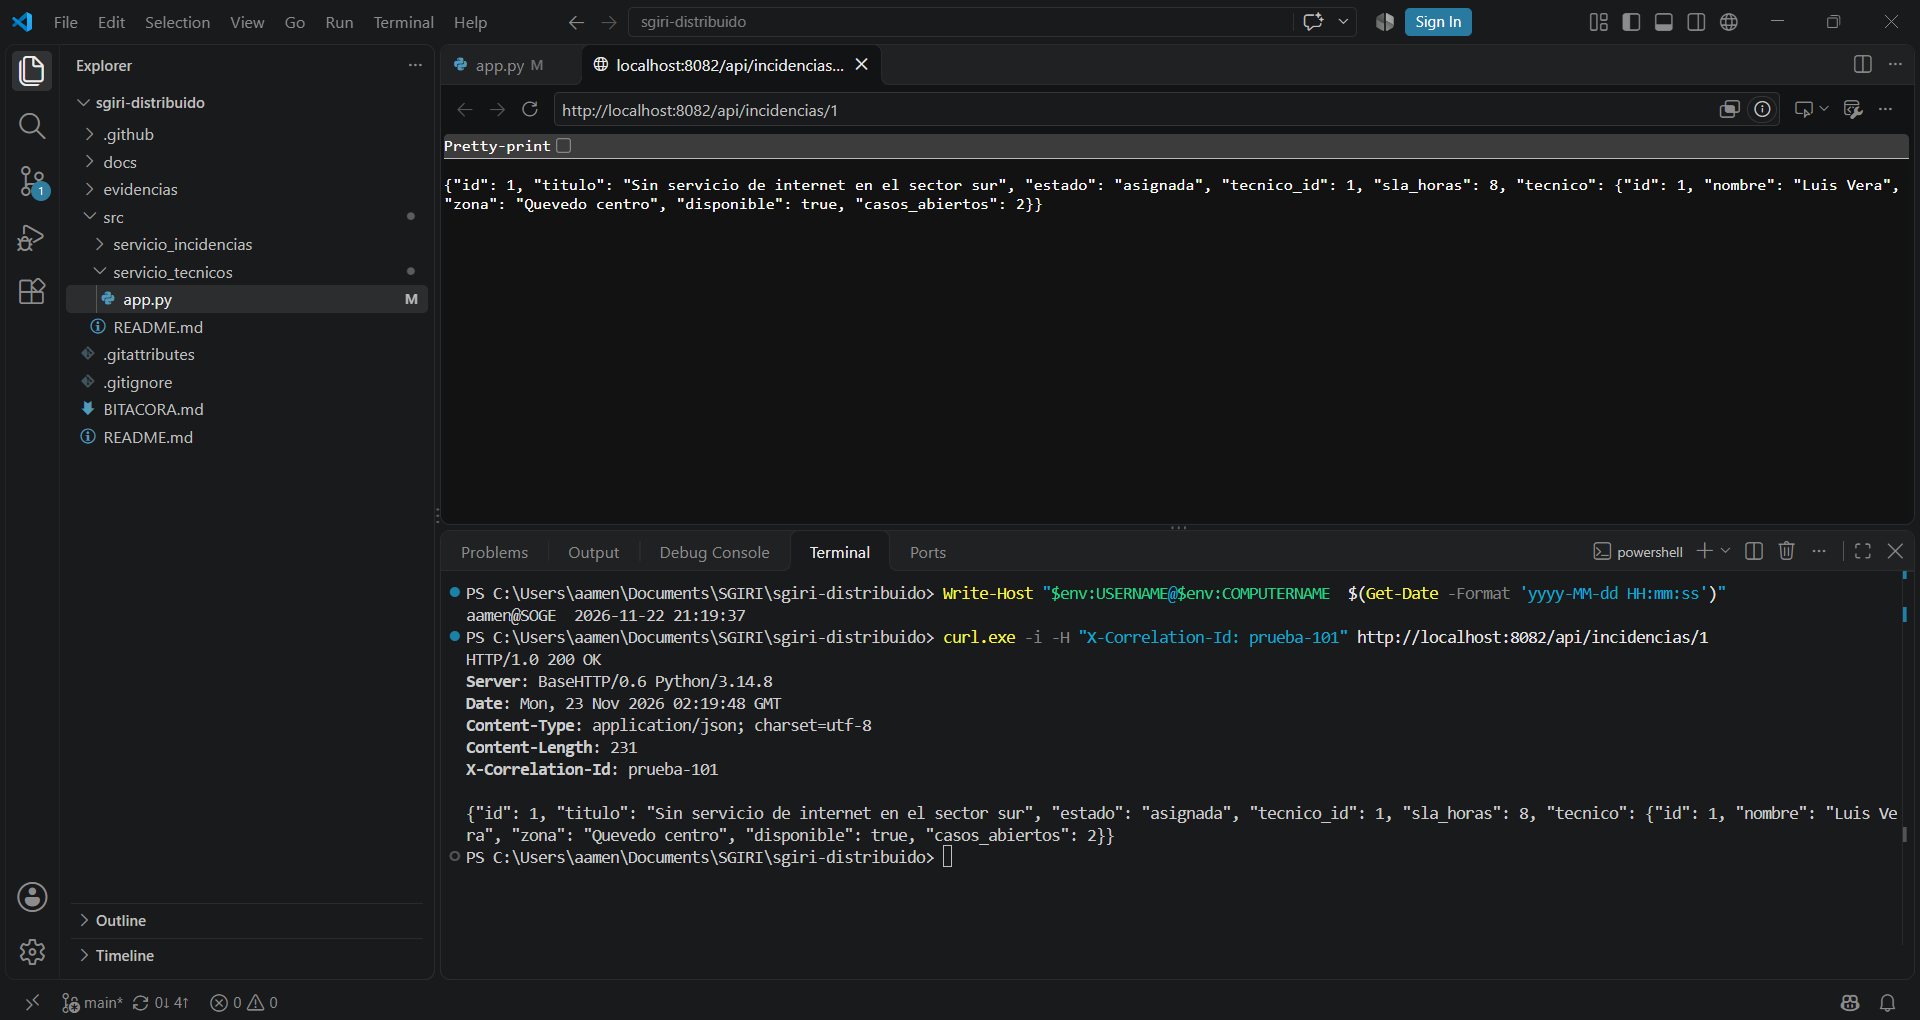 File Edit Selection View Go Run Terminal Help
sgiri-distribuido
Sign In
Explorer
sgiri-distribuido
.github
docs
evidencias
src
servicio_incidencias
servicio_tecnicos
app.py M
README.md
.gitattributes
.gitignore
BITACORA.md
README.md
Outline
Timeline
1
app.py M
localhost:8082/api/incidencias...
http://localhost:8082/api/incidencias/1
Pretty-print
{"id": 1, "titulo": "Sin servicio de internet en el sector sur", "estado": "asignada", "tecnico_id": 1, "sla_horas": 8, "tecnico": {"id": 1, "nombre": "Luis Vera",
"zona": "Quevedo centro", "disponible": true, "casos_abiertos": 2}}
Problems Output Debug Console Terminal Ports
powershell
PS C:\Users\aamen\Documents\SGIRI\sgiri-distribuido> Write-Host "$env:USERNAME@$env:COMPUTERNAME  $(Get-Date -Format 'yyyy-MM-dd HH:mm:ss')"
aamen@SOGE  2026-11-22 21:19:37
PS C:\Users\aamen\Documents\SGIRI\sgiri-distribuido> curl.exe -i -H "X-Correlation-Id: prueba-101" http://localhost:8082/api/incidencias/1
HTTP/1.0 200 OK
Server: BaseHTTP/0.6 Python/3.14.8
Date: Mon, 23 Nov 2026 02:19:48 GMT
Content-Type: application/json; charset=utf-8
Content-Length: 231
X-Correlation-Id: prueba-101
{"id": 1, "titulo": "Sin servicio de internet en el sector sur", "estado": "asignada", "tecnico_id": 1, "sla_horas": 8, "tecnico": {"id": 1, "nombre": "Luis Ve
ra", "zona": "Quevedo centro", "disponible": true, "casos_abiertos": 2}}
PS C:\Users\aamen\Documents\SGIRI\sgiri-distribuido>
main* 0↓ 4↑ 0 0